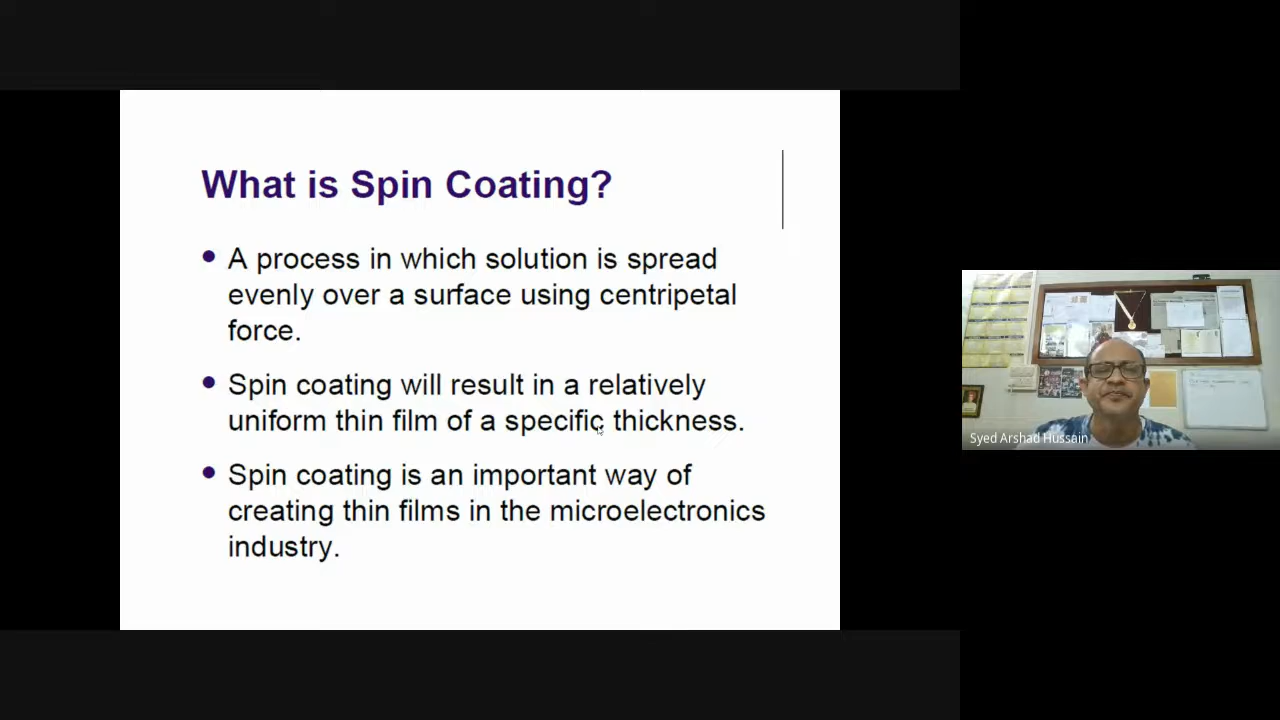 What is Spin Coating?
• A process in which solution is spread
evenly over a surface using centripetal
force.
• Spin coating will result in a relatively
uniform thin film of a specific thickness.
• Spin coating is an important way of
creating thin films in the microelectronics
industry.
Syed Arshad Hussain